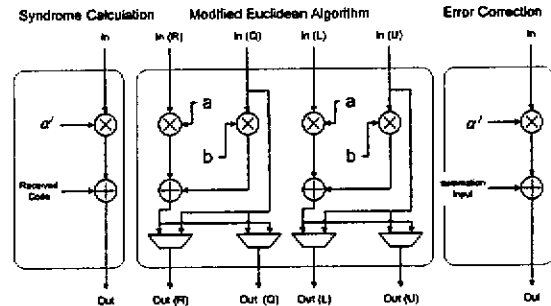 Syndrome Calculation
Modified Euclidean Algorithm
Error Correction
In
In (R)
In (Q)
In (L)
In (U)
In
a
a
α^i
α^i
b
b
Received
Code
Input
Out
Out (R)
Out (Q)
Out (L)
Out (U)
Out